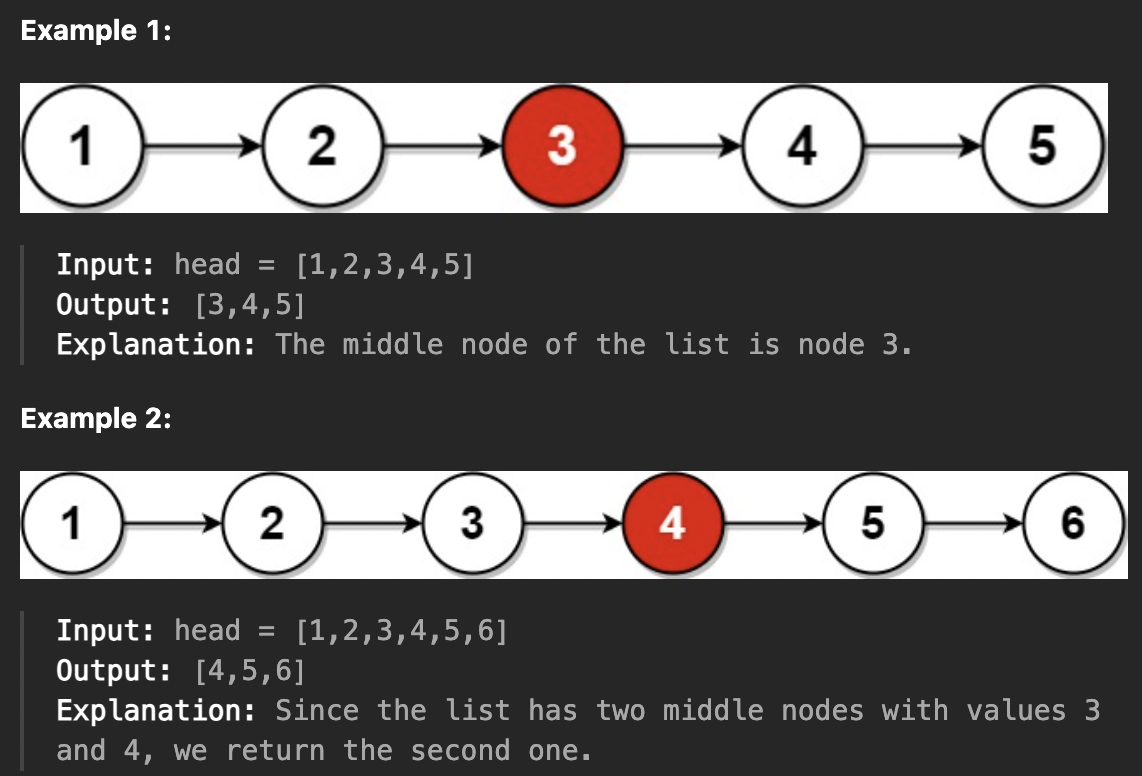 Example 1:
1 2 3 4 5
Input: head = [1,2,3,4,5]
Output: [3,4,5]
Explanation: The middle node of the list is node 3.
Example 2:
1 2 3 4 5 6
Input: head = [1,2,3,4,5,6]
Output: [4,5,6]
Explanation: Since the list has two middle nodes with values 3
and 4, we return the second one.